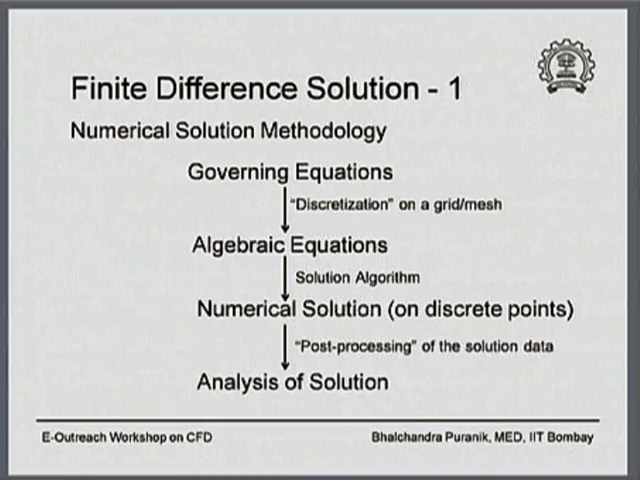 Finite Difference Solution - 1
Numerical Solution Methodology
Governing Equations
"Discretization" on a grid/mesh
Algebraic Equations
Solution Algorithm
Numerical Solution (on discrete points)
"Post-processing" of the solution data
Analysis of Solution
E-Outreach Workshop on CFD
Bhalchandra Puranik, MED, IIT Bombay